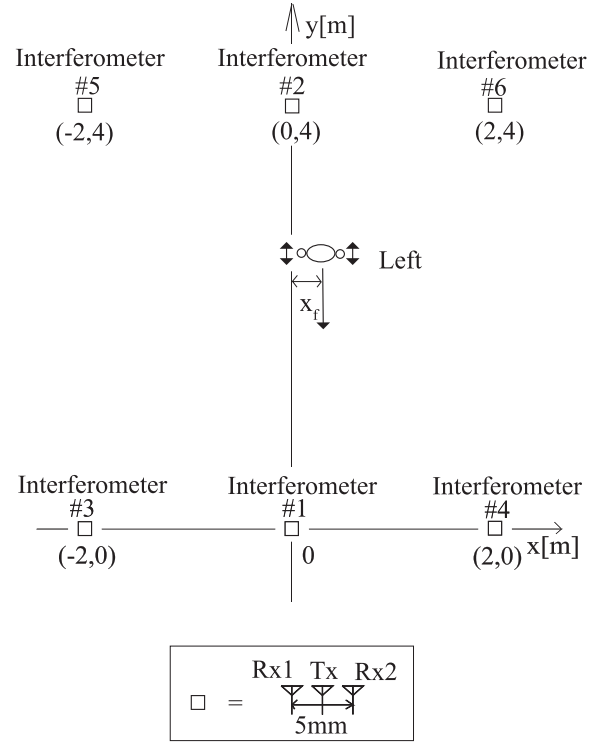 y[m]
Interferometer
#5
(-2,4)
Interferometer
#2
(0,4)
Interferometer
#6
(2,4)
Left
x_f
Interferometer
#3
(-2,0)
Interferometer
#1
0
Interferometer
#4
(2,0)
x[m]
Rx1 Tx Rx2
=
5mm